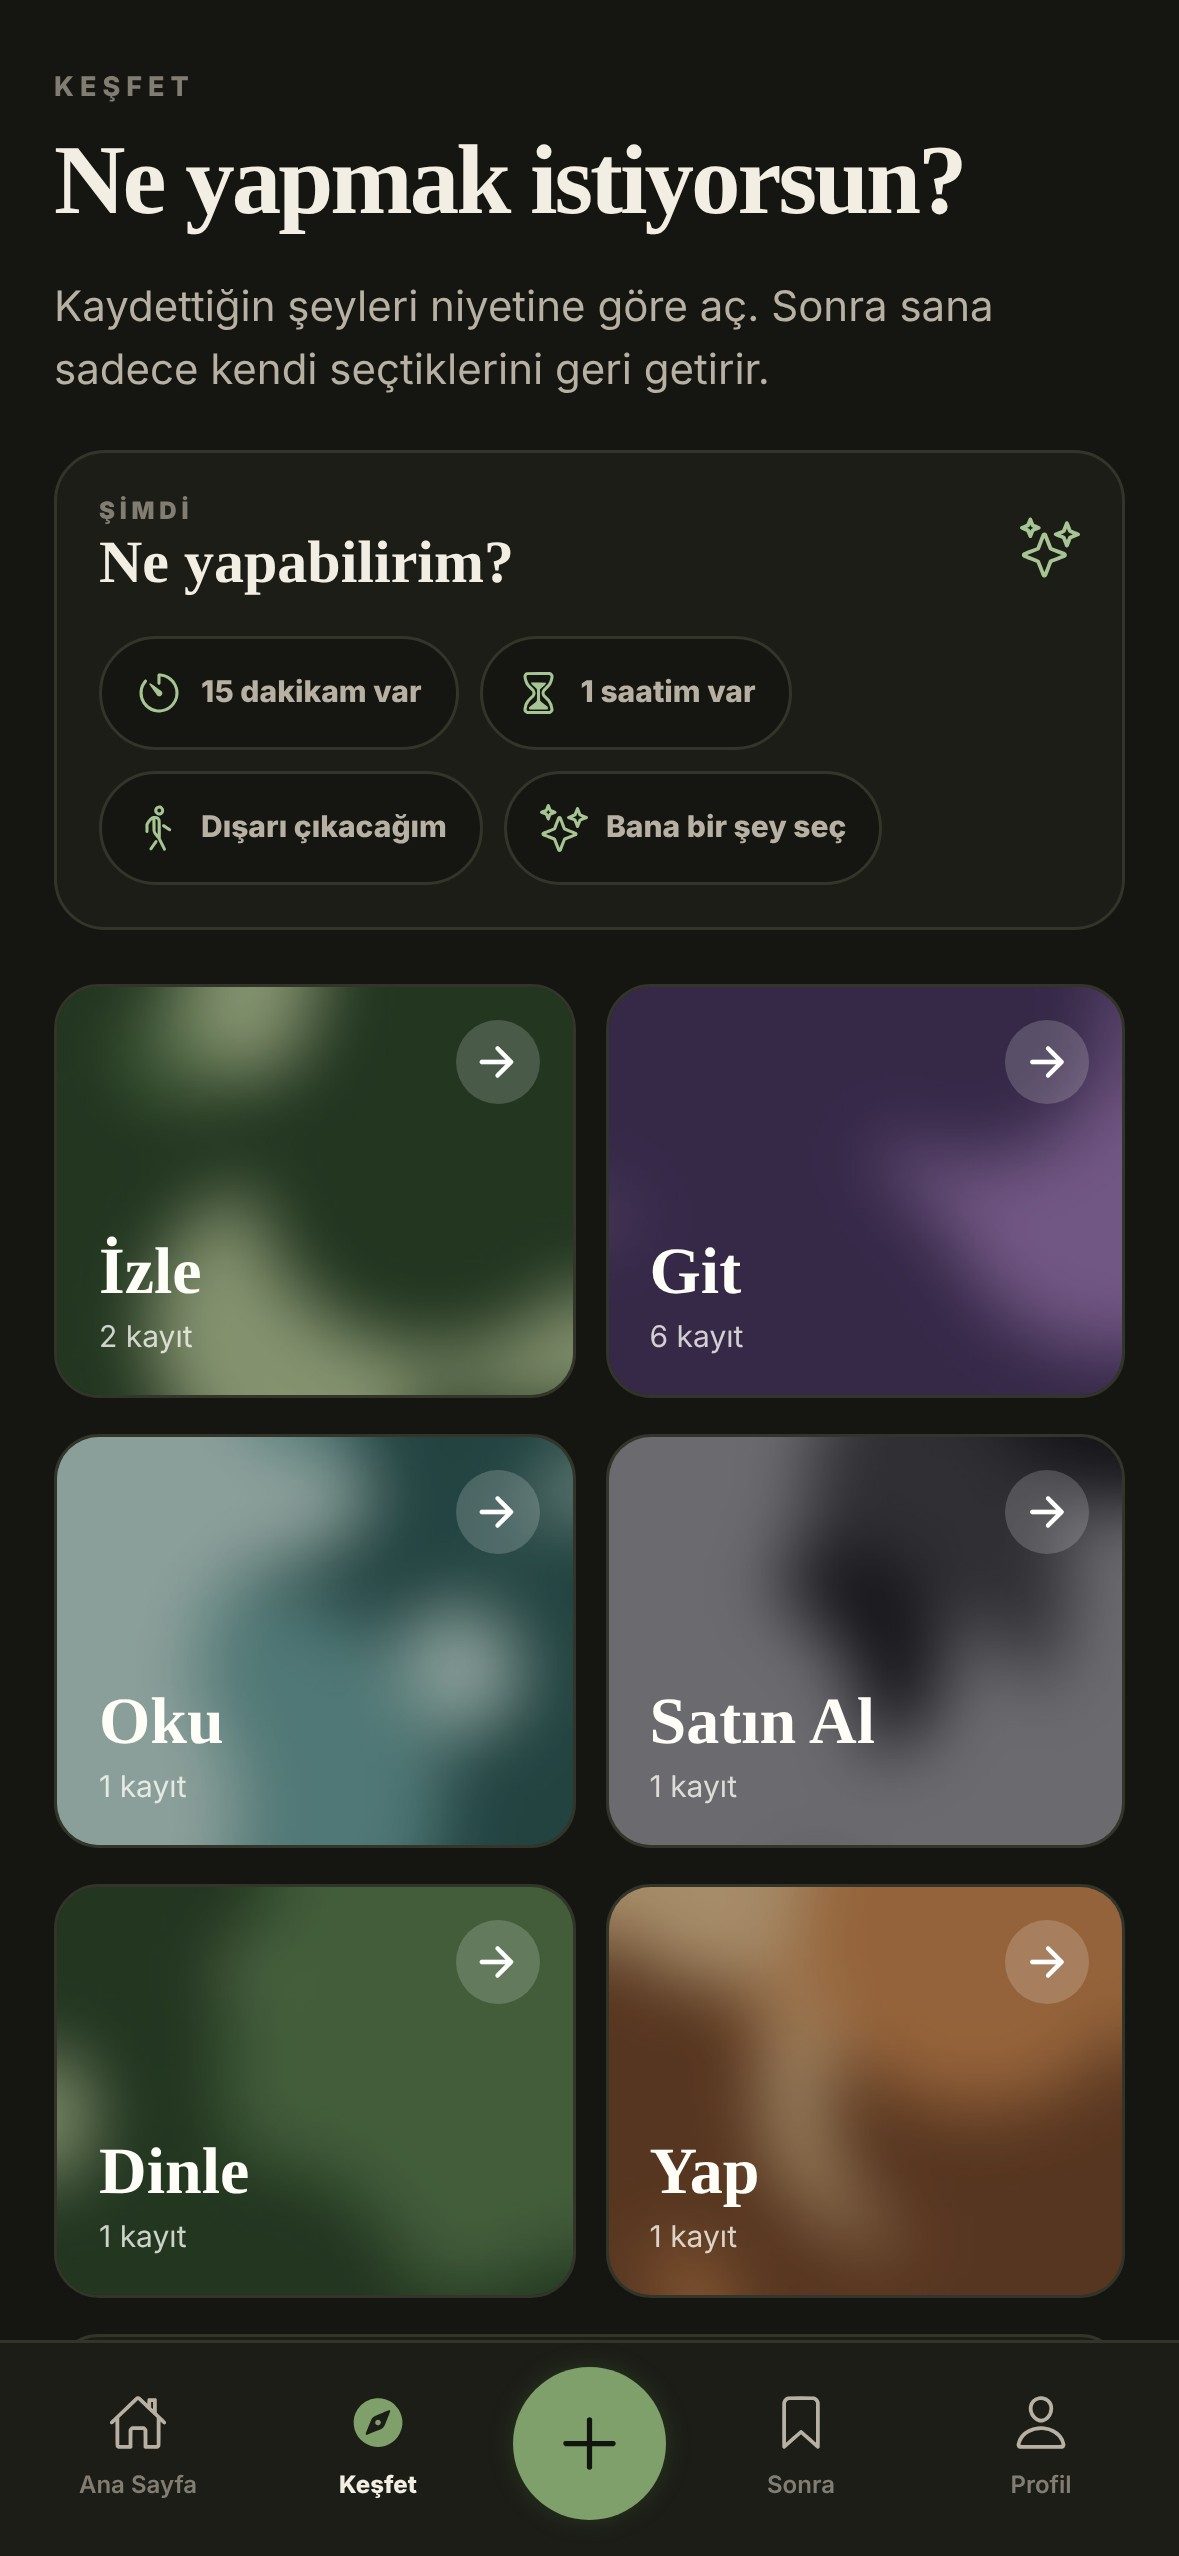 KEŞFET
Ne yapmak istiyorsun?
Kaydettiğin şeyleri niyetine göre aç. Sonra sana
sadece kendi seçtiklerini geri getirir.
ŞİMDİ
Ne yapabilirim?
15 dakikam var
1 saatim var
Dışarı çıkacağım
Bana bir şey seç
İzle
2 kayıt
Git
6 kayıt
Oku
1 kayıt
Satın Al
1 kayıt
Dinle
1 kayıt
Yap
1 kayıt
Ana Sayfa
Keşfet
Sonra
Profil